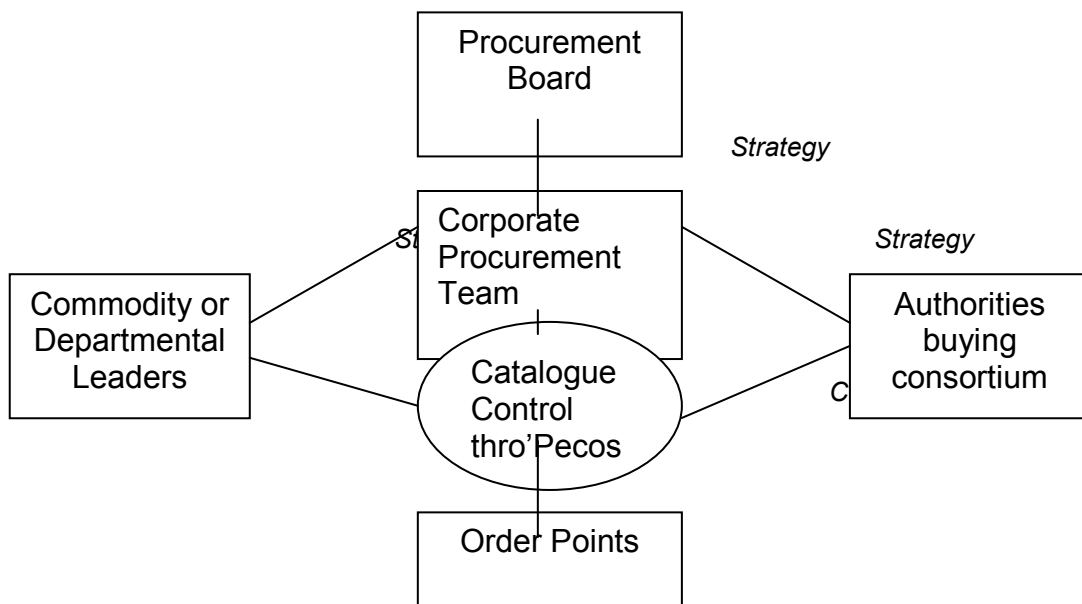 Procurement
Board
Strategy
Corporate
Procurement
Team
Strategy
Commodity or
Departmental
Leaders
Authorities
buying
consortium
Catalogue
Control
thro'Pecos
Order Points